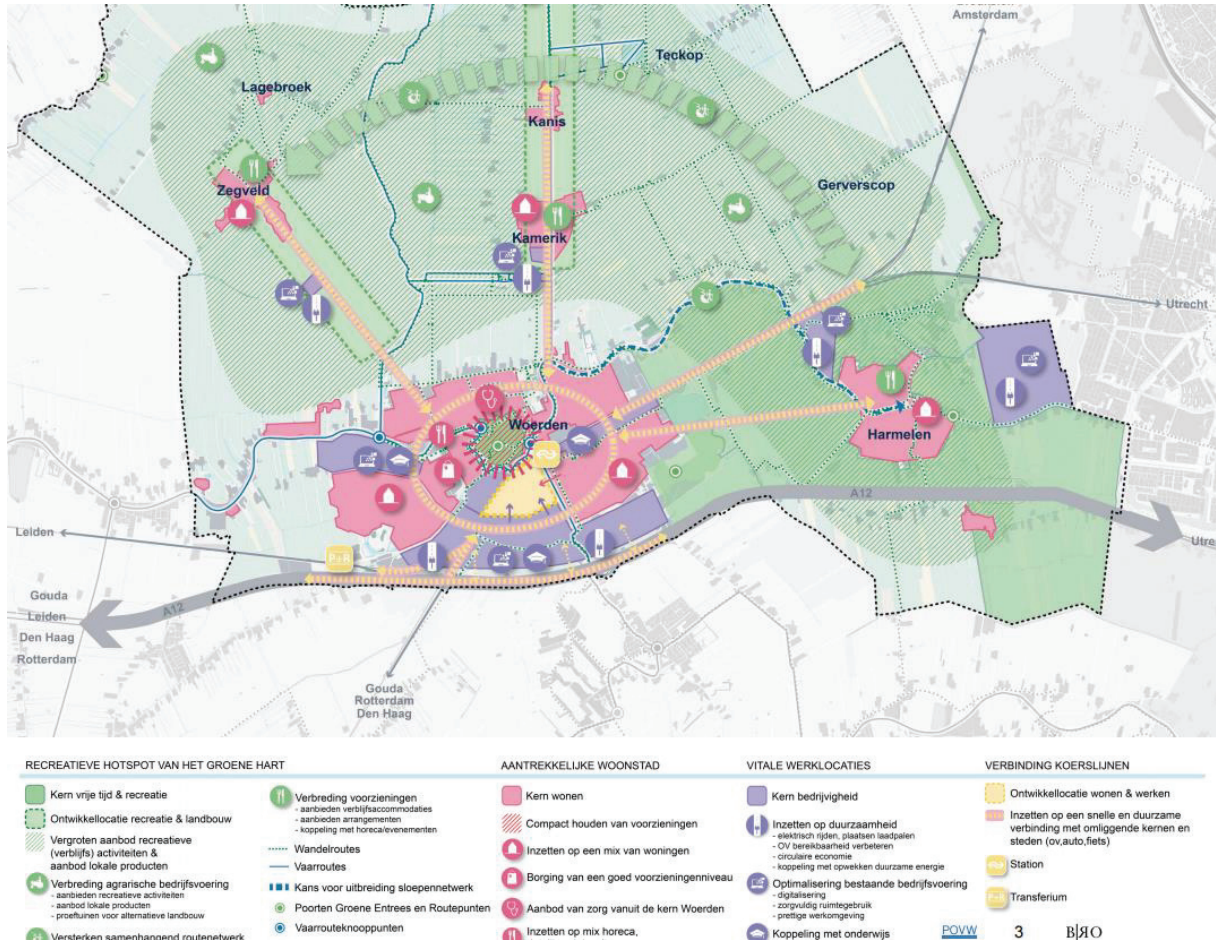 Amsterdam
Teckop
Lagebroek
Kanis
Gerverscop
Zegveld
Kamerik
Utrecht
Woerden
Harmelen
A12
Leiden
P+R
A12
Gouda
Leiden
Den Haag
Rotterdam
Gouda
Rotterdam
Den Haag
RECREATIEVE HOTSPOT VAN HET GROENE HART
Kern vrije tijd & recreatie
Ontwikkellocatie recreatie & landbouw
Vergroten aanbod recreatieve
(verblijfs) activiteiten &
aanbod lokale producten
Verbreding agrarische bedrijfsvoering
- aanbieden recreatieve activiteiten
- aanbod lokale producten
- proeftuinen voor alternatieve landbouw
Versterken samenhangend routenetwerk
Verbreding voorzieningen
- aanbieden verblijfsaccommodaties
- aanbieden arrangementen
- koppeling met horeca/evenementen
Wandelroutes
Vaarroutes
Kans voor uitbreiding sloepennetwerk
Poorten Groene Entrees en Routepunten
Vaarrouteknooppunten
AANTREKKELIJKE WOONSTAD
Kern wonen
Compact houden van voorzieningen
Inzetten op een mix van woningen
Borging van een goed voorzieningenniveau
Aanbod van zorg vanuit de kern Woerden
Inzetten op mix horeca,
VITALE WERKLOCATIES
Kern bedrijvigheid
Inzetten op duurzaamheid
- elektrisch rijden, plaatsen laadpalen
- OV bereikbaarheid verbeteren
- circulaire economie
- koppeling met opwekken duurzame energie
Optimalisering bestaande bedrijfsvoering
- digitalisering
- zorgvuldig ruimtegebruik
- prettige werkomgeving
Koppeling met onderwijs
VERBINDING KOERSLIJNEN
Ontwikkellocatie wonen & werken
Inzetten op een snelle en duurzame
verbinding met omliggende kernen en
steden (ov,auto,fiets)
Station
P+R
Transferium
POVW
3